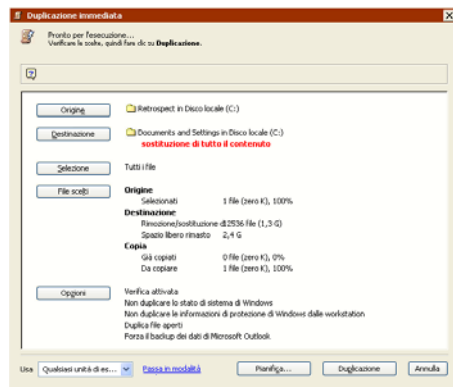 Duplicazione immediata
Pronto per l'esecuzione...
Verificare le scelte, quindi fare clic su Duplicazione.
Origine
Retrospect in Disco locale (C:)
Destinazione
Documents and Settings in Disco locale (C:)
sostituzione di tutto il contenuto
Selezione
Tutti i file
File scelti
Origine
Selezionati 1 file (zero K), 100%
Destinazione
Rimozione/sostituzione d12536 file (1,3 G)
Spazio libero rimasto 2,4 G
Copia
Già copiati 0 file (zero K), 0%
Da copiare 1 file (zero K), 100%
Opzioni
Verifica attivata
Non duplicare lo stato di sistema di Windows
Non duplicare le informazioni di protezione di Windows dalle workstation
Duplica file aperti
Forza il backup dei dati di Microsoft Outlook.
Usa Qualsiasi unità di es... Passa in modalità Pianifica... Duplicazione Annulla